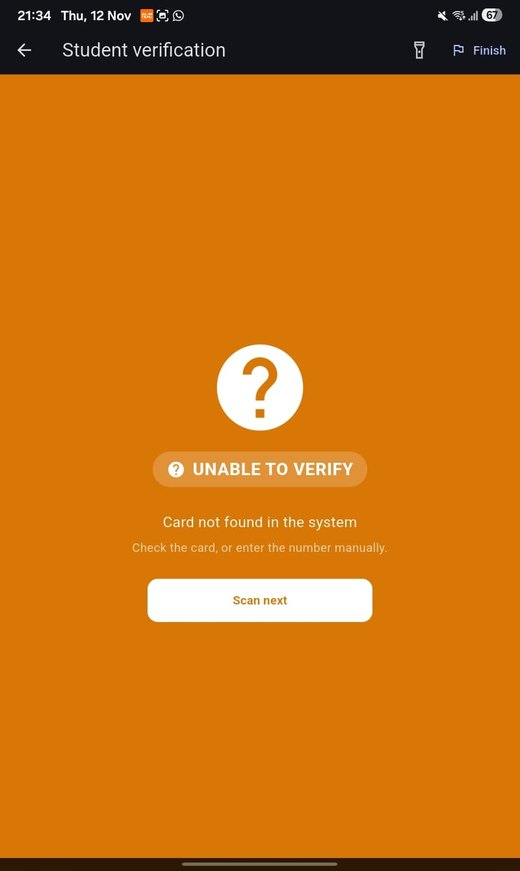 21:34 Thu, 12 Nov 67
Student verification Finish
?
? UNABLE TO VERIFY
Card not found in the system
Check the card, or enter the number manually.
Scan next